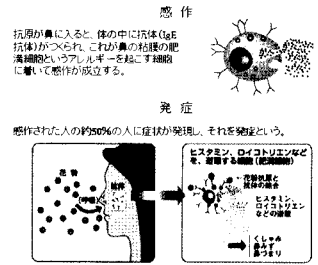 感作
抗原が鼻に入ると、体の中に抗体(IgE
抗体)がつくられ、これが鼻の粘膜の肥
満細胞というアレルギーを起こす細胞
に着いて感作が成立する。
発症
感作された人の約50%の人に症状が発現し、それを発症という。
花粉
(呼吸)
抗体
ヒスタミン、ロイコトリエンなど
を、遊離する細胞(肥満細胞)
花粉抗原と
抗体の結合
ヒスタミン
ロイコトリエン
などの遊離
くしゃみ
鼻みず
鼻づまり